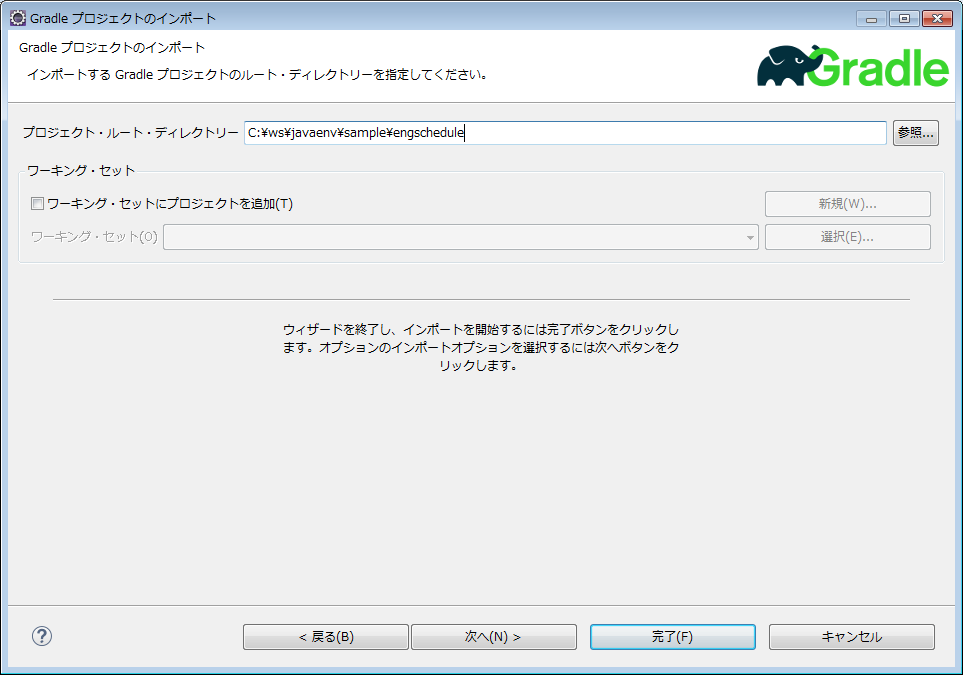 Gradle プロジェクトのインポート
Gradle プロジェクトのインポート
インポートする Gradle プロジェクトのルート・ディレクトリーを指定してください。
Gradle
プロジェクト・ルート・ディレクトリー C:¥ws¥javaenv¥sample¥engschedule 参照...
ワーキング・セット
ワーキング・セットにプロジェクトを追加(T) 新規(W)...
ワーキング・セット(O) 選択(E)...
ウィザードを終了し、インポートを開始するには完了ボタンをクリックし
ます。オプションのインポートオプションを選択するには次へボタンをク
リックします。
? < 戻る(B) 次へ(N) > 完了(F) キャンセル